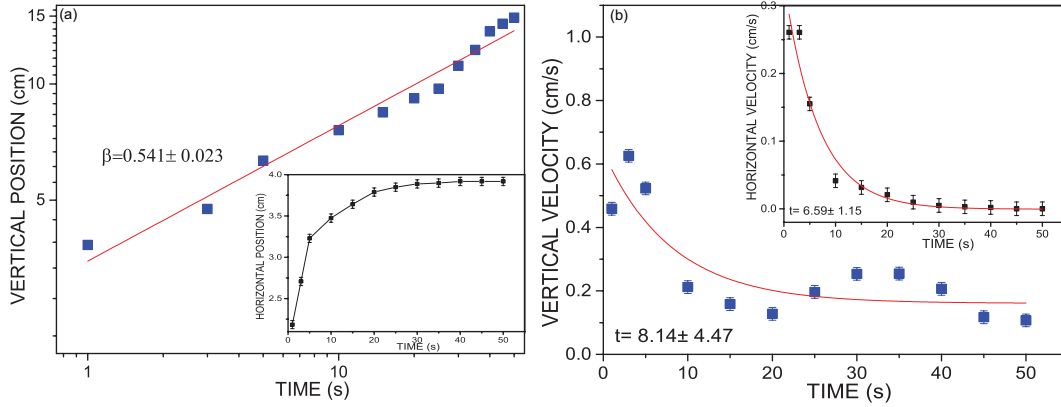 (a)
15
10
5
VERTICAL POSITION (cm)
β=0.541± 0.023
1
10
TIME (s)
4.0
3.5
3.0
2.5
HORIZONTAL POSITION (cm)
0
10
20
30
40
50
TIME (s)
(b)
1.0
0.8
0.6
0.4
0.2
0.0
VERTICAL VELOCITY (cm/s)
t= 8.14± 4.47
0
10
20
30
40
50
TIME (s)
0.3
0.2
0.1
0.0
HORIZONTAL VELOCITY (cm/s)
t= 6.59± 1.15
0
10
20
30
40
50
TIME (s)